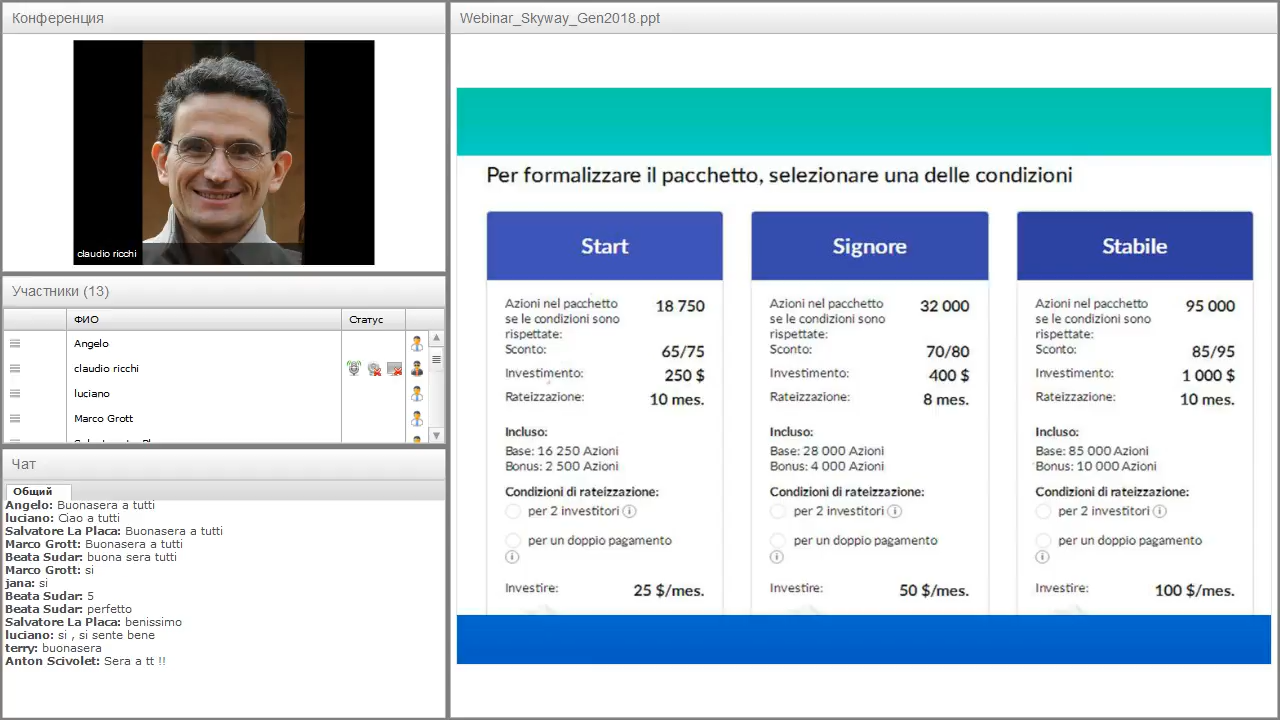 Конференция
claudio ricchi
Участники (13)
ФИО
Статус
Angelo
claudio ricchi
luciano
Marco Grott
Чат
Общий
Angelo: Buonasera a tutti
luciano: Ciao a tutti
Salvatore La Placa: Buonasera a tutti
Marco Grott: Buonasera a tutti
Beata Sudar: buona sera tutti
Marco Grott: si
jana: si
Beata Sudar: 5
Beata Sudar: perfetto
Salvatore La Placa: benissimo
luciano: si , si sente bene
terry: buonasera
Anton Scivolet: Sera a tt !!
Webinar_Skyway_Gen2018.ppt
Per formalizzare il pacchetto, selezionare una delle condizioni
Start
Azioni nel pacchetto
se le condizioni sono
rispettate:
18 750
Sconto:
65/75
Investimento:
250 $
Rateizzazione:
10 mes.
Incluso:
Base: 16 250 Azioni
Bonus: 2 500 Azioni
Condizioni di rateizzazione:
per 2 investitori
per un doppio pagamento
Investire:
25 $/mes.
Signore
Azioni nel pacchetto
se le condizioni sono
rispettate:
32 000
Sconto:
70/80
Investimento:
400 $
Rateizzazione:
8 mes.
Incluso:
Base: 28 000 Azioni
Bonus: 4 000 Azioni
Condizioni di rateizzazione:
per 2 investitori
per un doppio pagamento
Investire:
50 $/mes.
Stabile
Azioni nel pacchetto
se le condizioni sono
rispettate:
95 000
Sconto:
85/95
Investimento:
1 000 $
Rateizzazione:
10 mes.
Incluso:
Base: 85 000 Azioni
Bonus: 10 000 Azioni
Condizioni di rateizzazione:
per 2 investitori
per un doppio pagamento
Investire:
100 $/mes.